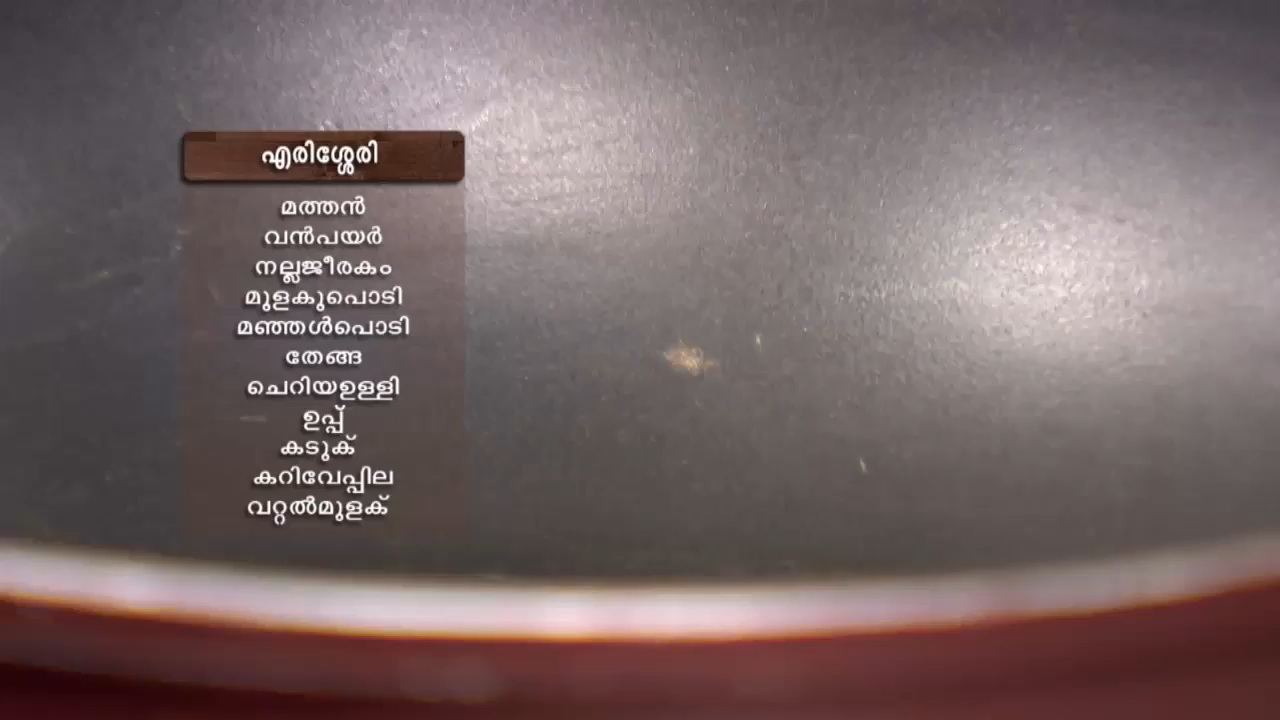 എരിശ്ശേരി
മത്തൻ
വൻപയർ
നല്ലജീരകം
മുളകുപൊടി
മഞ്ഞൾപൊടി
തേങ്ങ
ചെറിയഉള്ളി
ഉപ്പ്
കടുക്
കറിവേപ്പില
വറ്റൽമുളക്